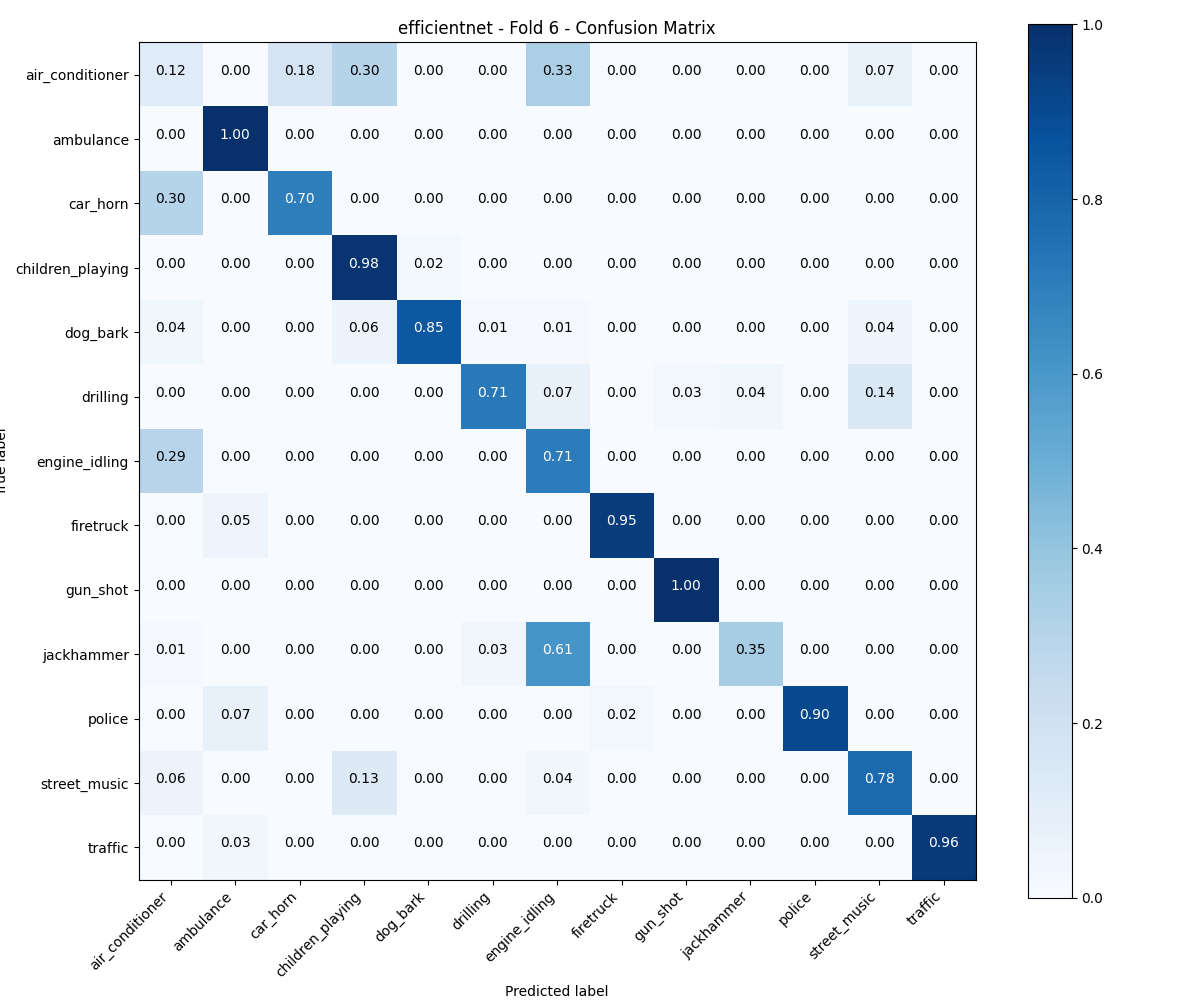 efficientnet - Fold 6 - Confusion Matrix
1.0
air_conditioner 0.12 0.00 0.18 0.30 0.00 0.00 0.33 0.00 0.00 0.00 0.00 0.07 0.00
ambulance 0.00 1.00 0.00 0.00 0.00 0.00 0.00 0.00 0.00 0.00 0.00 0.00 0.00
0.8
car_horn 0.30 0.00 0.70 0.00 0.00 0.00 0.00 0.00 0.00 0.00 0.00 0.00 0.00
children_playing 0.00 0.00 0.00 0.98 0.02 0.00 0.00 0.00 0.00 0.00 0.00 0.00 0.00
dog_bark 0.04 0.00 0.00 0.06 0.85 0.01 0.01 0.00 0.00 0.00 0.00 0.04 0.00
0.6
drilling 0.00 0.00 0.00 0.00 0.00 0.71 0.07 0.00 0.03 0.04 0.00 0.14 0.00
True label
engine_idling 0.29 0.00 0.00 0.00 0.00 0.00 0.71 0.00 0.00 0.00 0.00 0.00 0.00
firetruck 0.00 0.05 0.00 0.00 0.00 0.00 0.00 0.95 0.00 0.00 0.00 0.00 0.00
0.4
gun_shot 0.00 0.00 0.00 0.00 0.00 0.00 0.00 0.00 1.00 0.00 0.00 0.00 0.00
jackhammer 0.01 0.00 0.00 0.00 0.00 0.03 0.61 0.00 0.00 0.35 0.00 0.00 0.00
police 0.00 0.07 0.00 0.00 0.00 0.00 0.00 0.02 0.00 0.00 0.90 0.00 0.00
0.2
street_music 0.06 0.00 0.00 0.13 0.00 0.00 0.04 0.00 0.00 0.00 0.00 0.78 0.00
traffic 0.00 0.03 0.00 0.00 0.00 0.00 0.00 0.00 0.00 0.00 0.00 0.00 0.96
0.0
air_conditioner ambulance car_horn children_playing dog_bark drilling engine_idling firetruck gun_shot jackhammer police street_music traffic
Predicted label